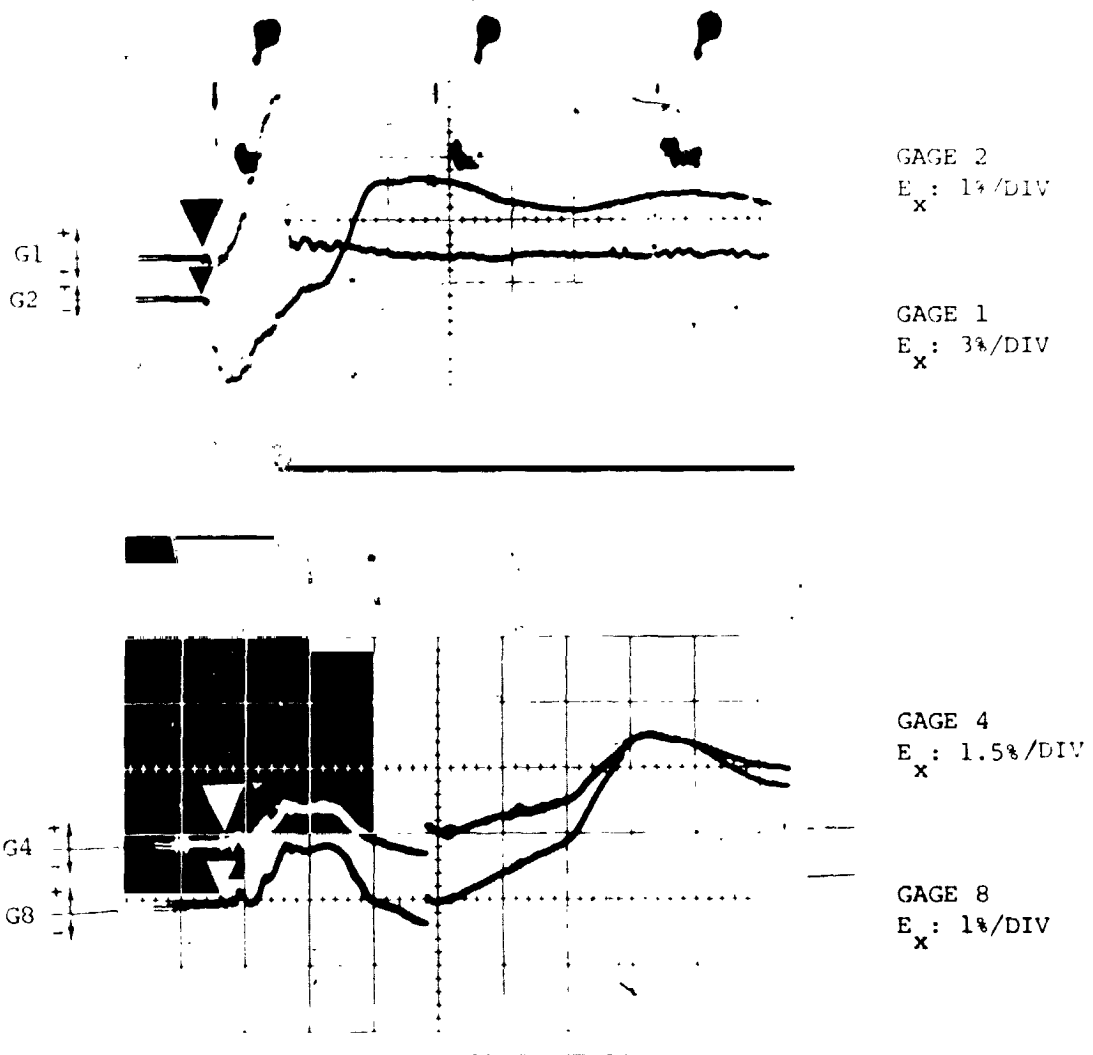 GAGE 2
E x : 1%/DIV
+
G1
-
+
G2
-
GAGE 1
E x : 3%/DIV
GAGE 4
E x : 1.5%/DIV
+
G4
-
+
G8
-
GAGE 8
E x : 1%/DIV